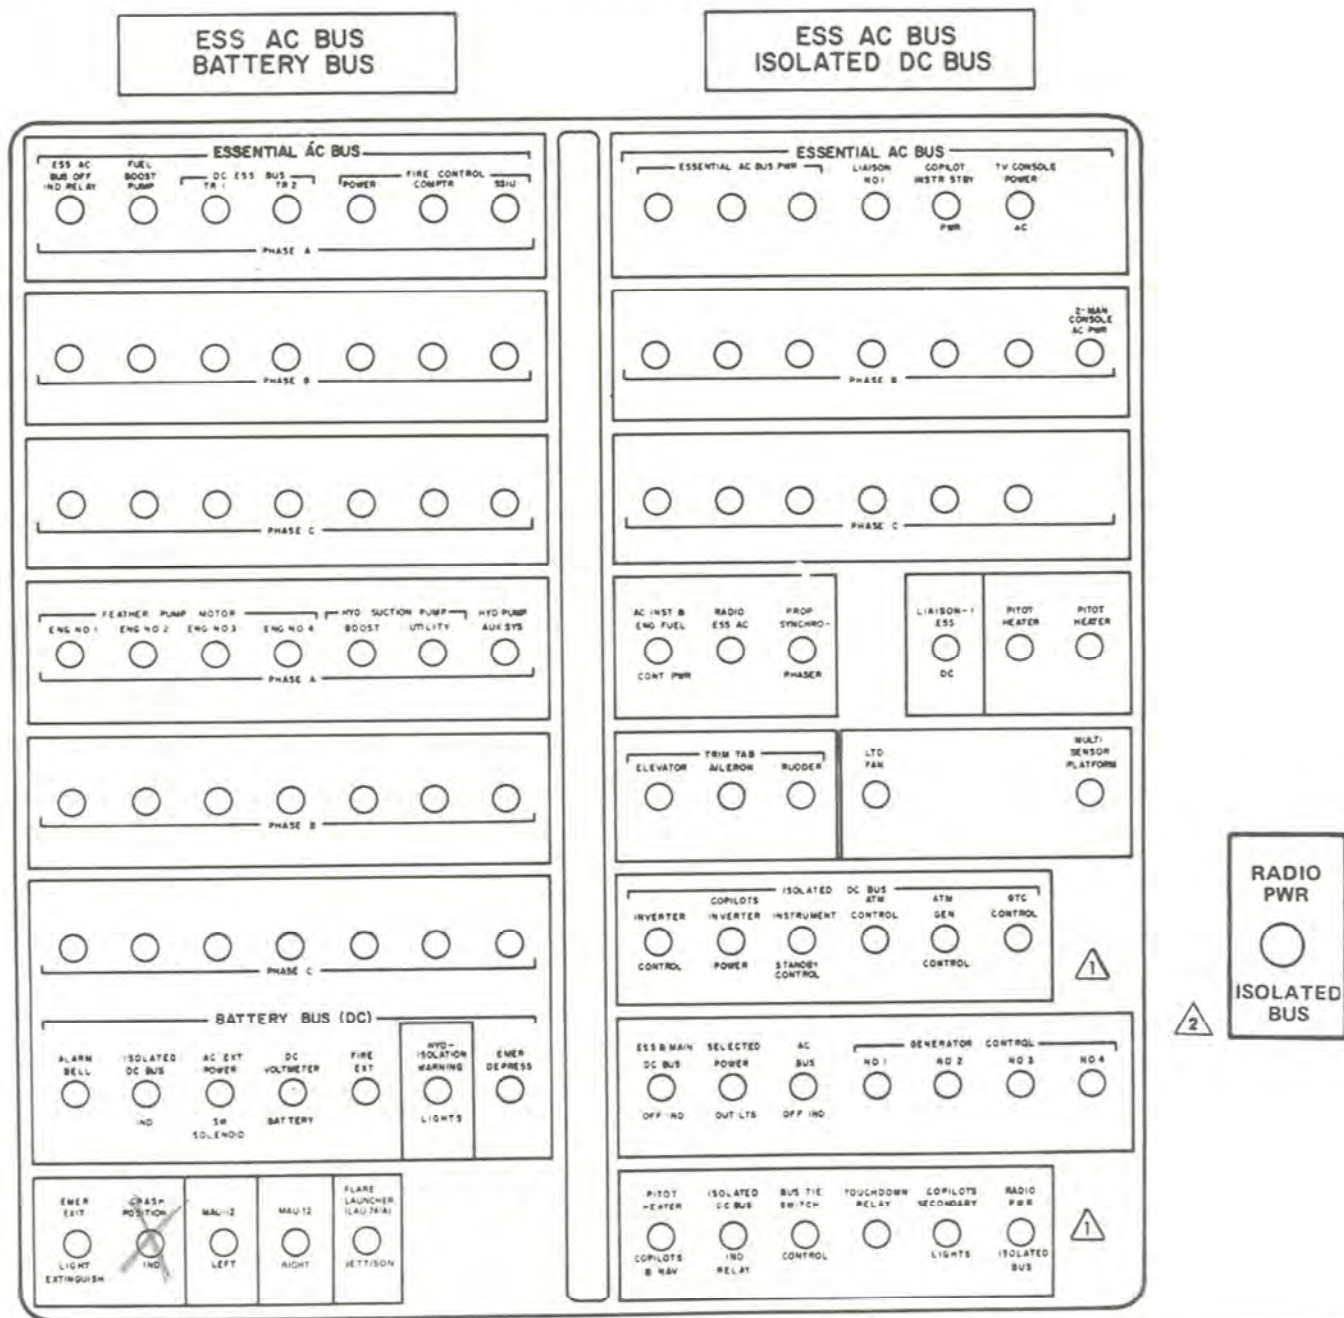 ESS AC BUS
BATTERY BUS
ESS AC BUS
ISOLATED DC BUS
ESSENTIAL AC BUS
ESS AC
BUS OFF
IND RELAY
FUEL
BOOST
PUMP
DC ESS BUS
TR 1
TR 2
FIRE CONTROL
POWER
COMPTR
SSIU
PHASE A
PHASE B
PHASE C
FEATHER PUMP MOTOR
ENG NO.1
ENG NO.2
ENG NO.3
ENG NO.4
HYD SUCTION PUMP
BOOST
UTILITY
HYD PUMP
AUX SYS
PHASE A
PHASE B
PHASE C
BATTERY BUS (DC)
ALARM
BELL
ISOLATED
DC BUS
IND
AC EXT
POWER
SW
SOLENOID
DC
VOLTMETER
BATTERY
FIRE
EXT
HYD-
ISOLATION
WARNING
LIGHTS
EMER
DEPRESS
EMER
EXIT
LIGHT
EXTINGUISH
CRASH
POSITION
IND
MAU-12
LEFT
MAU-12
RIGHT
FLARE
LAUNCHER
(LAU 74/A)
JETTISON
ESSENTIAL AC BUS
ESSENTIAL AC BUS PWR
LIAISON
NO.1
COPILOT
INSTR STBY
PWR
TV CONSOLE
POWER
AC
2-MAN
CONSOLE
AC PWR
PHASE B
PHASE C
AC INST &
ENG FUEL
CONT PWR
RADIO
ESS AC
PROP
SYNCHRO-
PHASER
LIAISON-1
ESS
DC
PITOT
HEATER
PITOT
HEATER
TRIM TAB
ELEVATOR
AILERON
RUDDER
LTD
FAN
MULTI
SENSOR
PLATFORM
ISOLATED DC BUS
INVERTER
CONTROL
COPILOTS
INVERTER
POWER
INSTRUMENT
STANDBY
CONTROL
ATM
CONTROL
ATM
GEN
CONTROL
GTC
CONTROL
1
ESS & MAIN
DC BUS
OFF IND
SELECTED
POWER
OUT LTS
AC
BUS
OFF IND
GENERATOR CONTROL
NO.1
NO.2
NO.3
NO.4
PITOT
HEATER
COPILOTS
& NAV
ISOLATED
DC BUS
IND
RELAY
BUS TIE
SWITCH
CONTROL
TOUCHDOWN
RELAY
COPILOTS
SECONDARY
LIGHTS
RADIO
PWR
ISOLATED
BUS
1
2
RADIO
PWR
ISOLATED
BUS